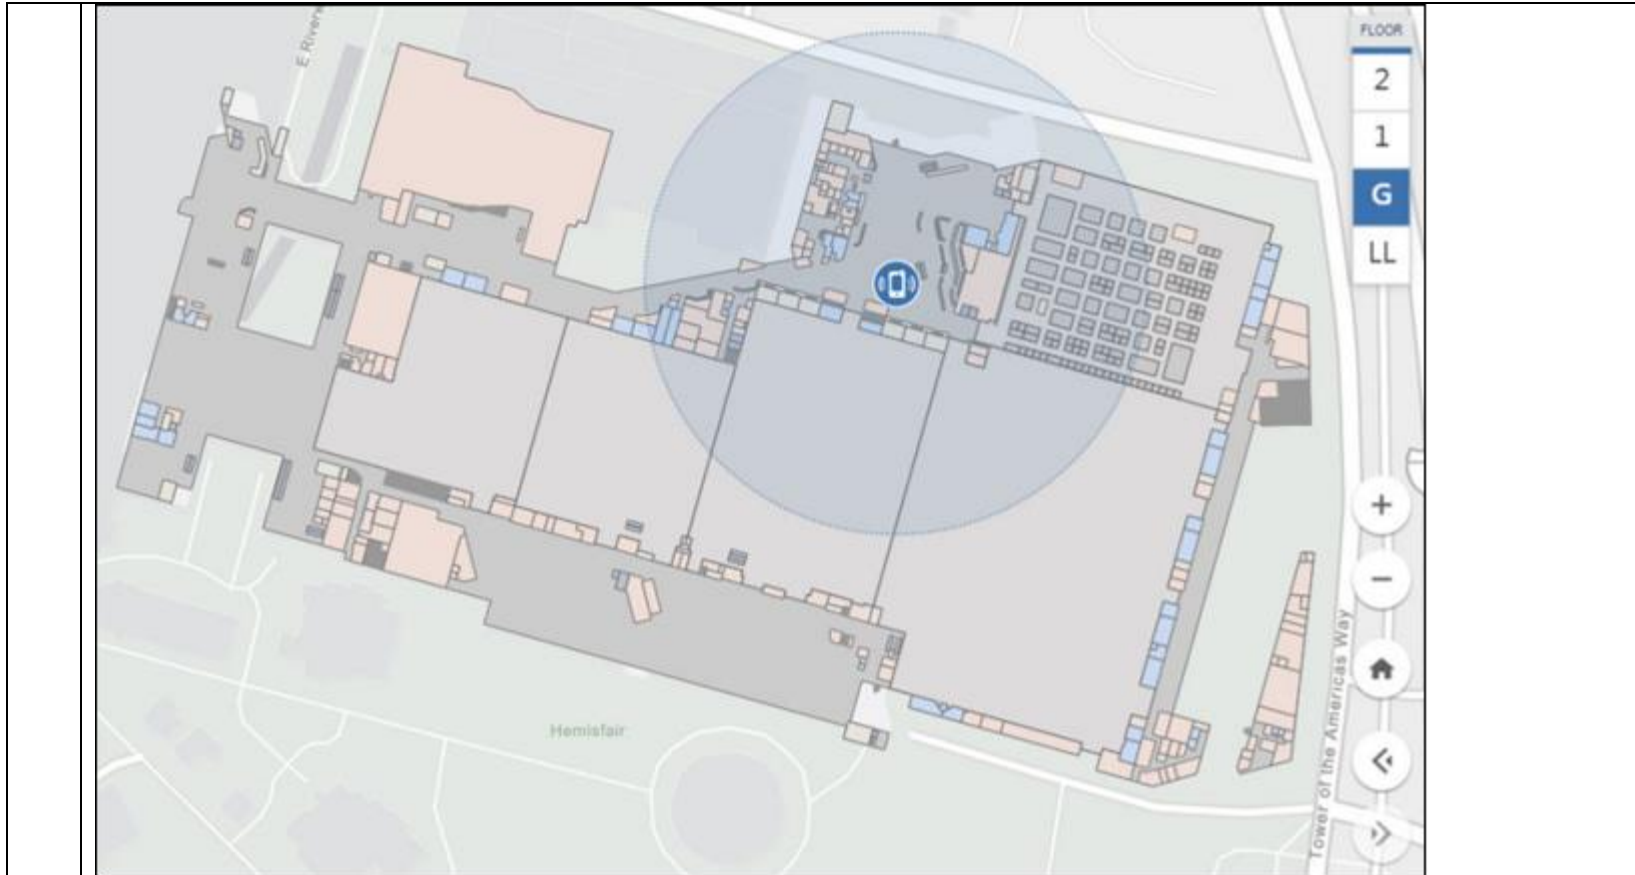 E River
FLOOR
2
1
G
LL
Hemisfair
Tower of the Americas Way